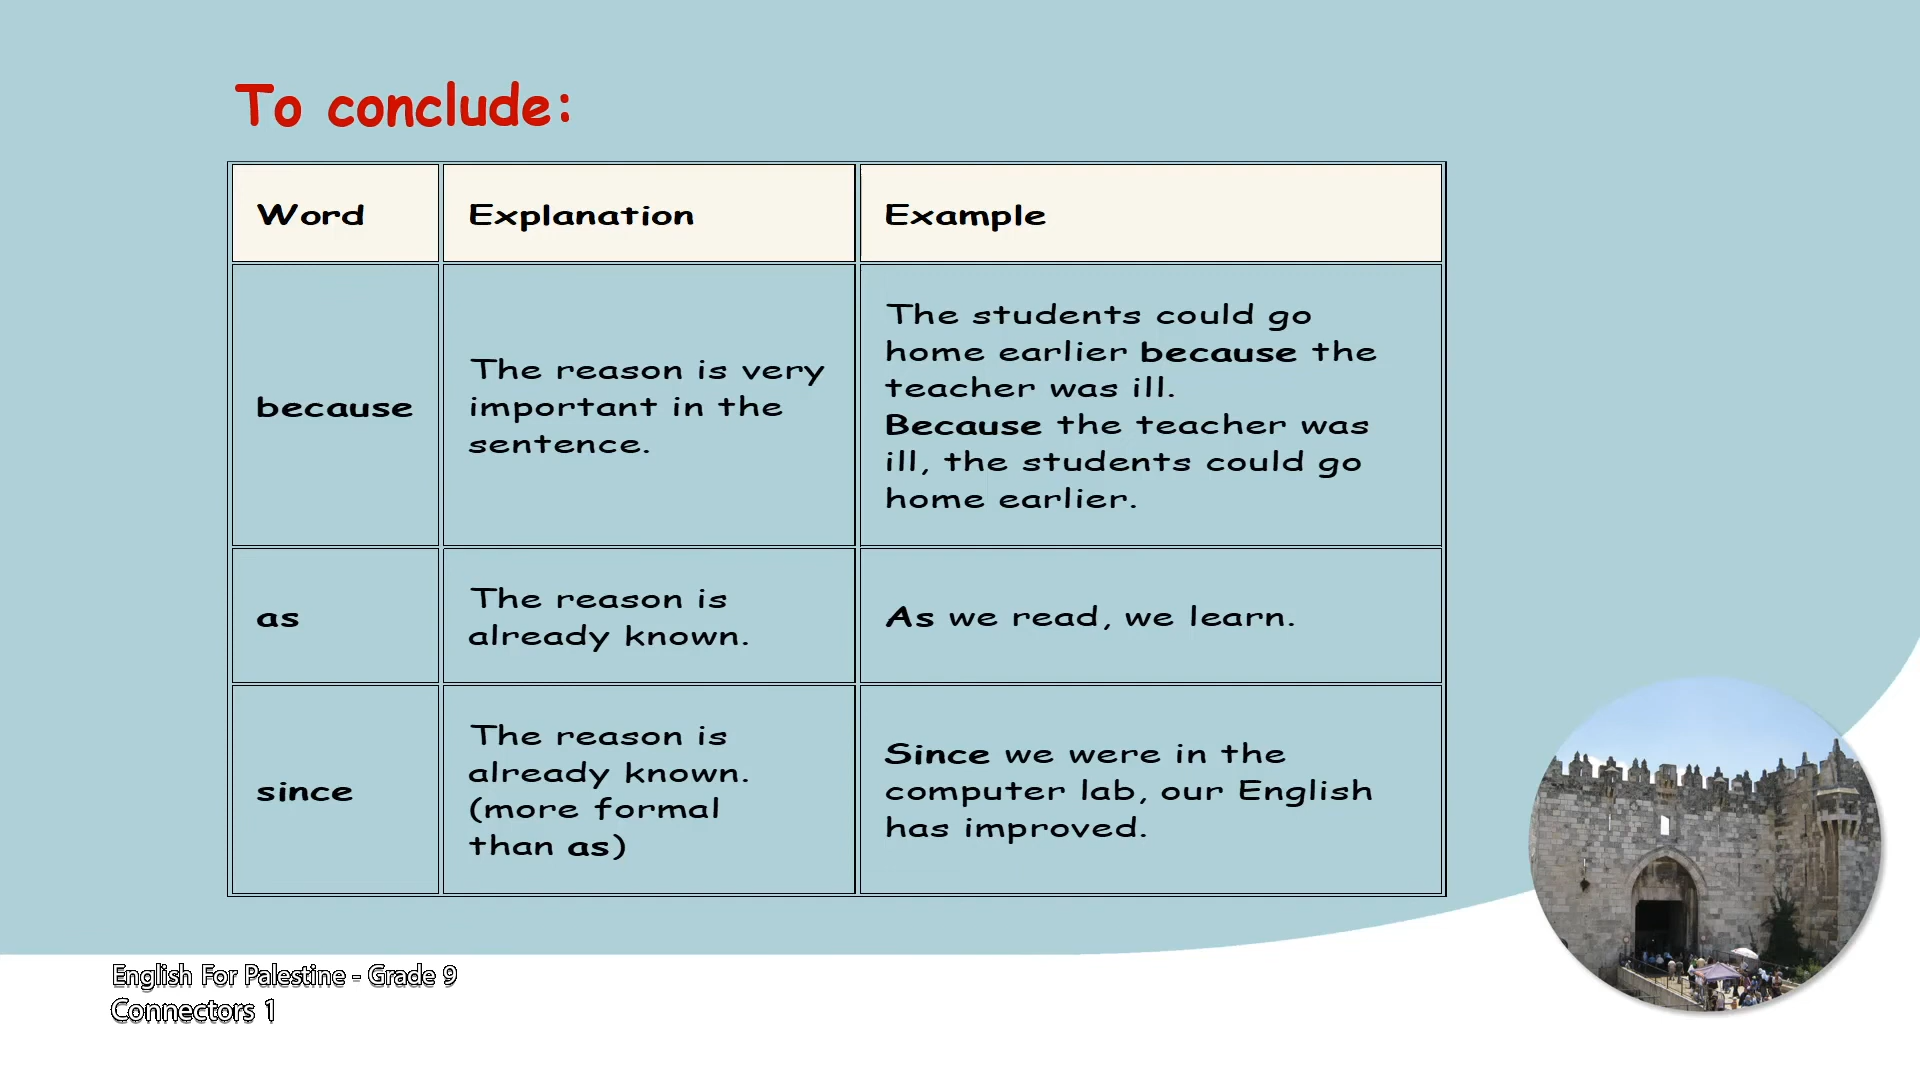 To conclude:
Word
Explanation
Example
because
The reason is very
important in the
sentence.
The students could go
home earlier because the
teacher was ill.
Because the teacher was
ill, the students could go
home earlier.
as
The reason is
already known.
As we read, we learn.
since
The reason is
already known.
(more formal
than as)
Since we were in the
computer lab, our English
has improved.
English For Palestine - Grade 9
Connectors 1